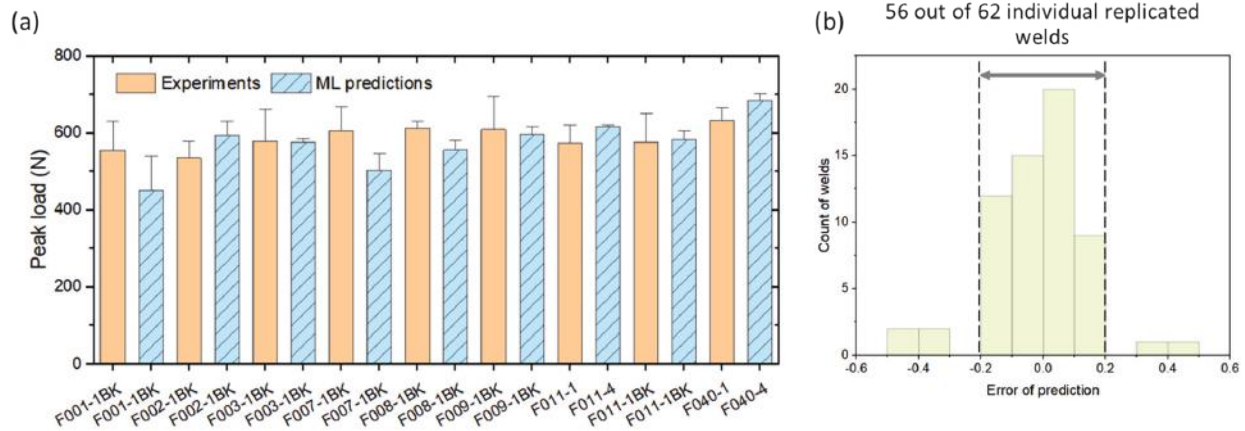 (a)
800
600
400
200
0
Peak load (N)
Experiments
ML predictions
F001-1BK
F001-1BK
F002-1BK
F002-1BK
F003-1BK
F003-1BK
F007-1BK
F007-1BK
F008-1BK
F008-1BK
F009-1BK
F009-1BK
F011-1
F011-4
F011-1BK
F011-1BK
F040-1
F040-4
(b)
56 out of 62 individual replicated
welds
20
15
10
5
0
Count of welds
-0.6
-0.4
-0.2
0.0
0.2
0.4
0.6
Error of prediction